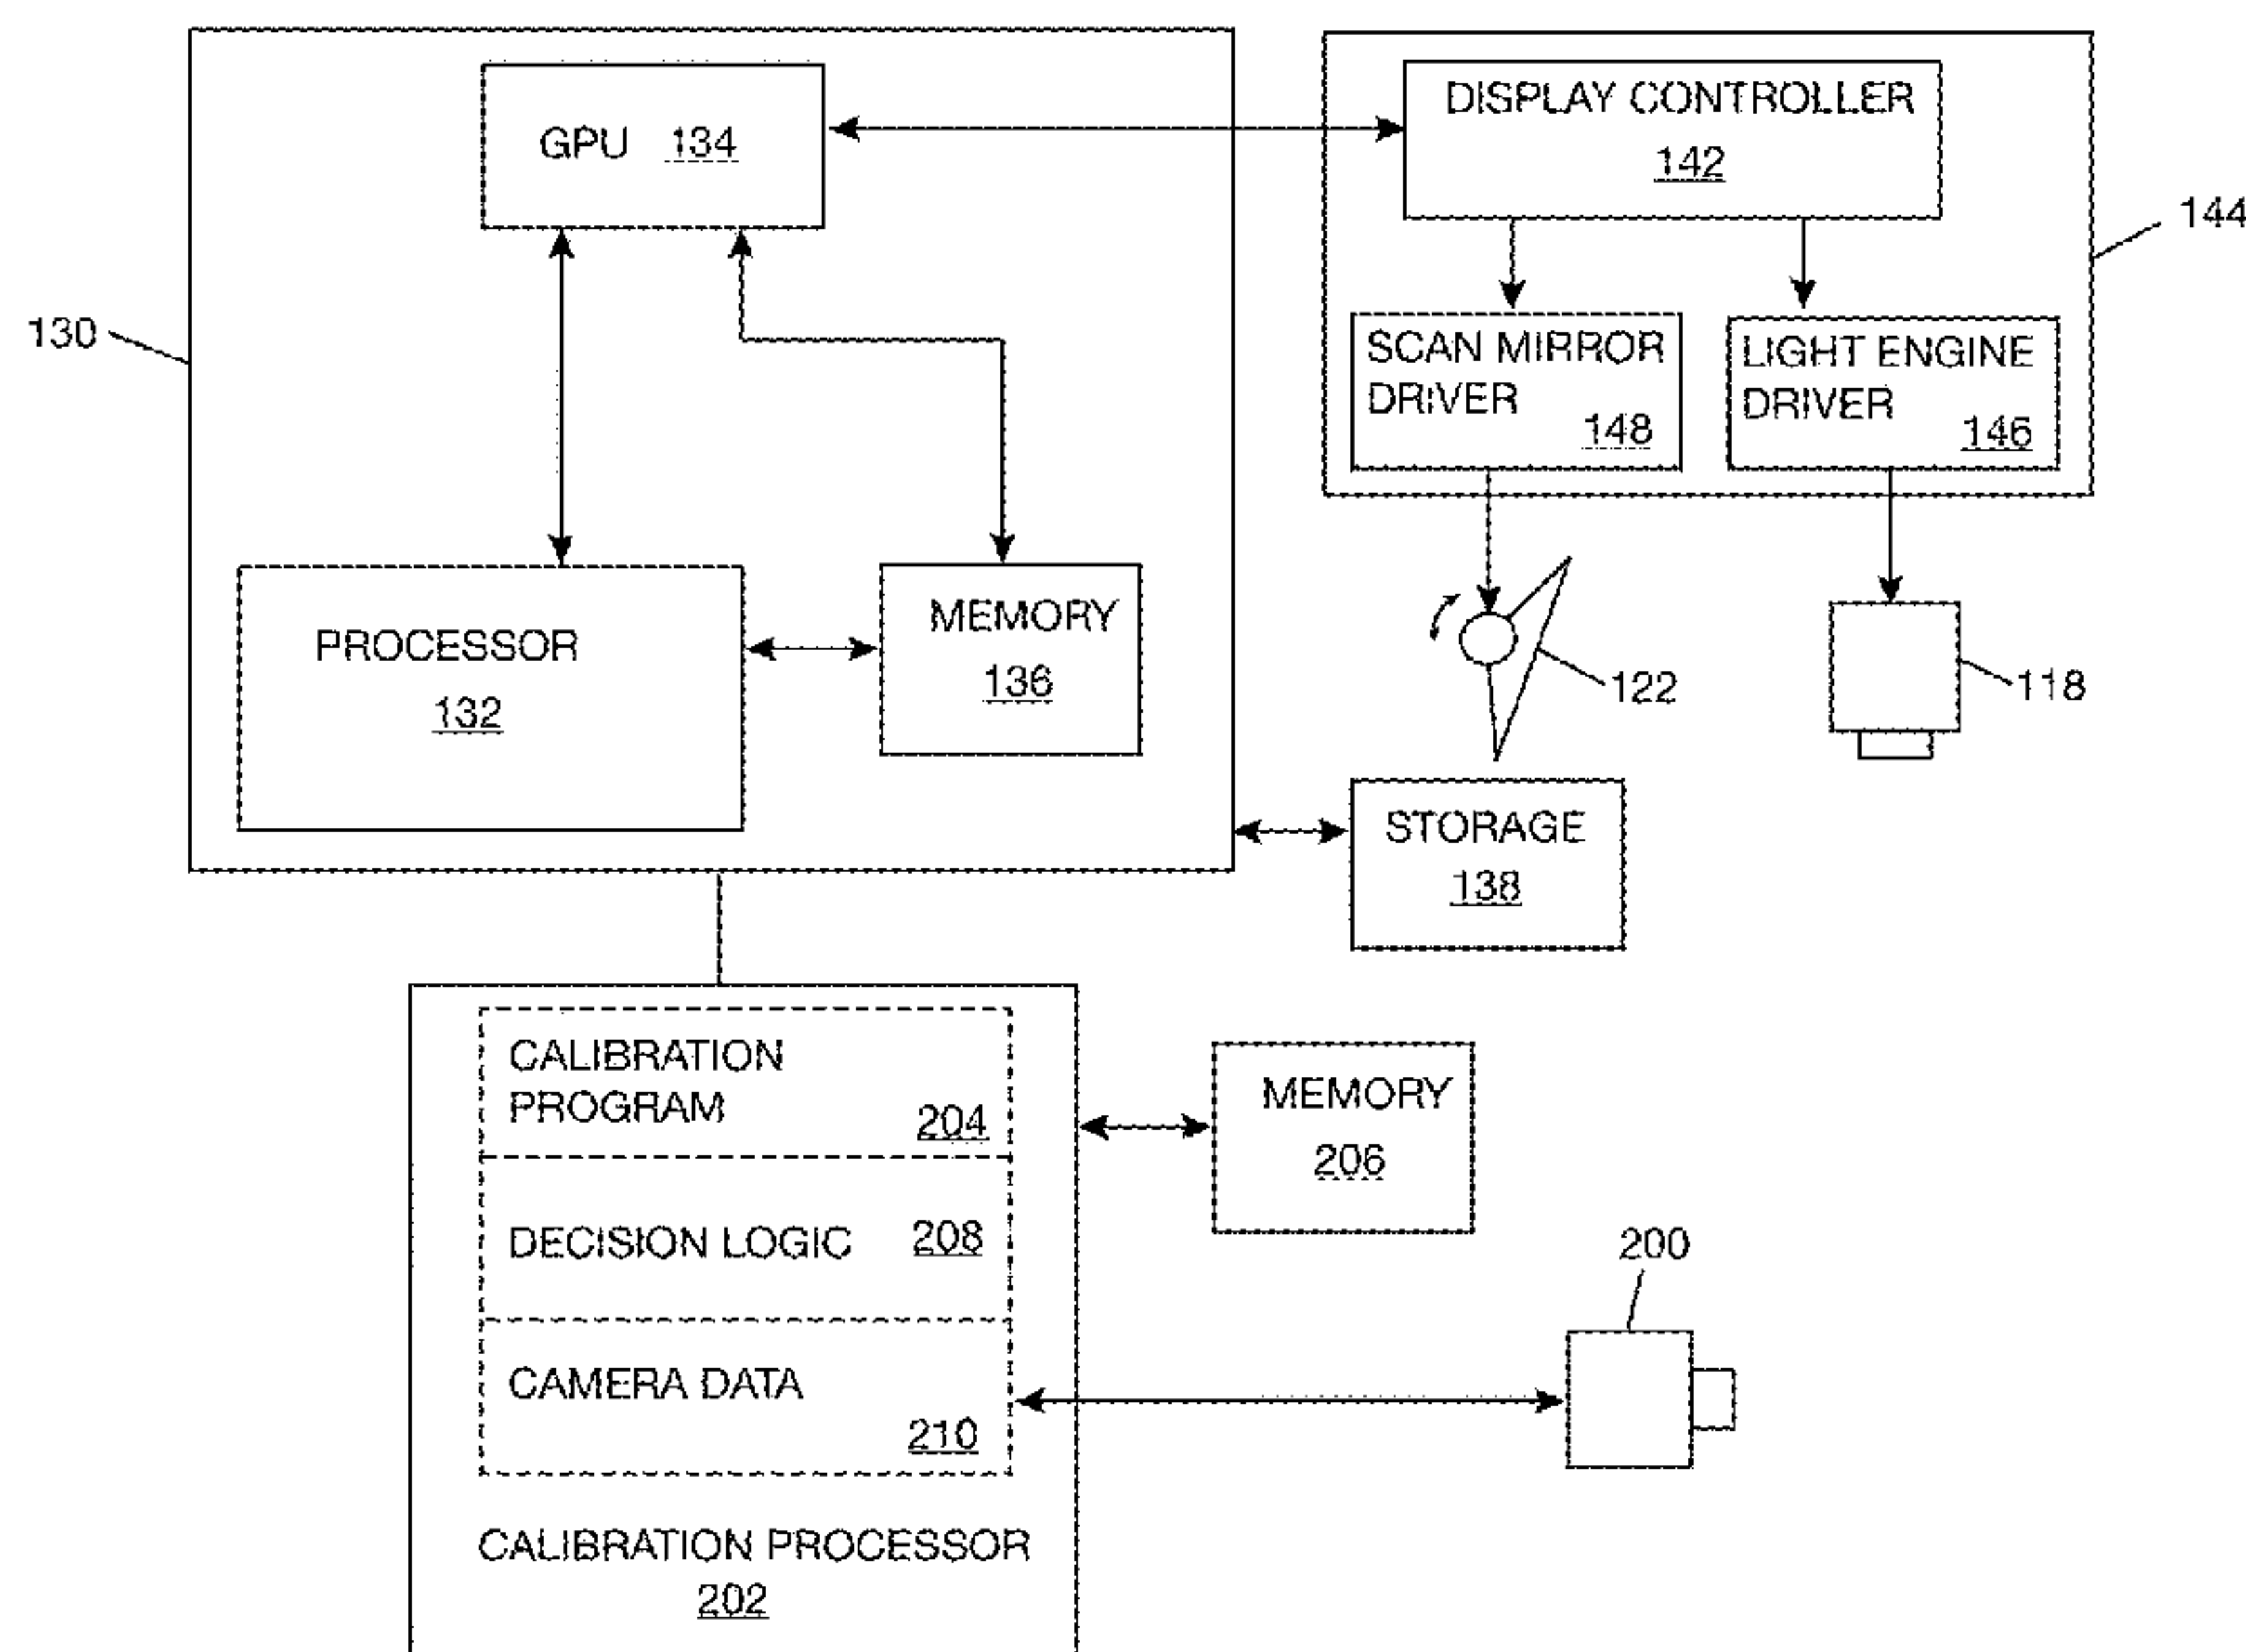 GPU 134
DISPLAY CONTROLLER
142
144
130
SCAN MIRROR
DRIVER
148
LIGHT ENGINE
DRIVER
146
PROCESSOR
132
MEMORY
136
122
118
STORAGE
138
CALIBRATION
PROGRAM
204
MEMORY
206
DECISION LOGIC 208
200
CAMERA DATA
210
CALIBRATION PROCESSOR
202